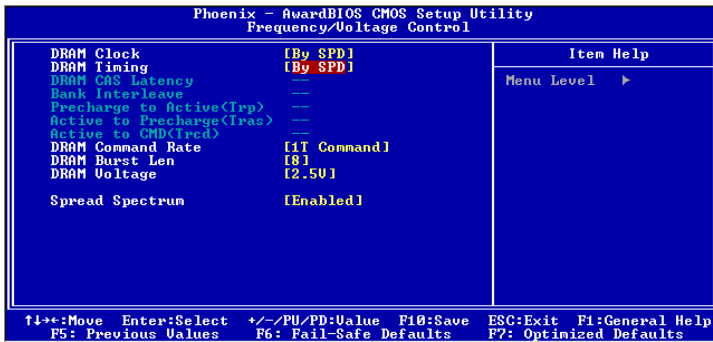 Phoenix - AwardBIOS CMOS Setup Utility
Frequency/Voltage Control
DRAM Clock [By SPD]
DRAM Timing [By SPD]
DRAM CAS Latency --
Bank Interleave --
Precharge to Active(Trp) --
Active to Precharge(Tras) --
Active to CMD(Trcd) --
DRAM Command Rate [1T Command]
DRAM Burst Len [8]
DRAM Voltage [2.5V]
Spread Spectrum [Enabled]
Item Help
Menu Level ►
↑↓→←:Move Enter:Select +/-/PU/PD:Value F10:Save ESC:Exit F1:General Help
F5: Previous Values F6: Fail-Safe Defaults F7: Optimized Defaults